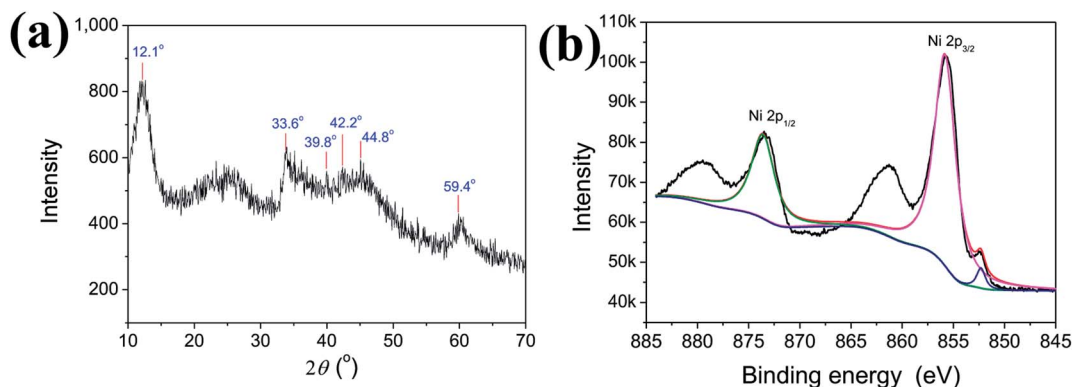 (a)
1,000
800
600
400
200
Intensity
12.1°
33.6°
39.8°
42.2°
44.8°
59.4°
10 20 30 40 50 60 70
2θ (°)
(b)
110k
100k
90k
80k
70k
60k
50k
40k
Intensity
Ni 2p1/2
Ni 2p3/2
885 880 875 870 865 860 855 850 845
Binding energy (eV)